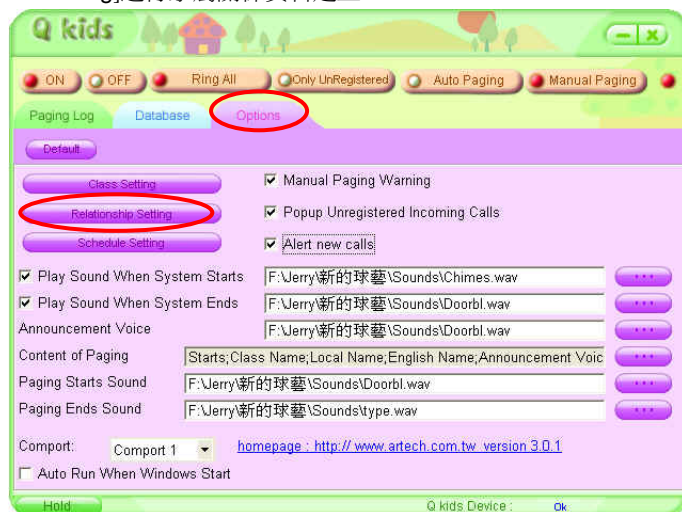 Q kids
ON OFF Ring All Only UnRegistered Auto Paging Manual Paging
Paging Log Database Options
Default
Class Setting Manual Paging Warning
Relationship Setting Popup Unregistered Incoming Calls
Schedule Setting Alert new calls
Play Sound When System Starts F:\Jerry\新的球藝\Sounds\Chimes.wav ...
Play Sound When System Ends F:\Jerry\新的球藝\Sounds\Doorbl.wav ...
Announcement Voice F:\Jerry\新的球藝\Sounds\Doorbl.wav ...
Content of Paging Starts;Class Name;Local Name;English Name;Announcement Voic ...
Paging Starts Sound F:\Jerry\新的球藝\Sounds\Doorbl.wav ...
Paging Ends Sound F:\Jerry\新的球藝\Sounds\type.wav ...
Comport: Comport 1 homepage : http:// www.artech.com.tw version 3.0.1
Auto Run When Windows Start
Hold Q kids Device : Ok